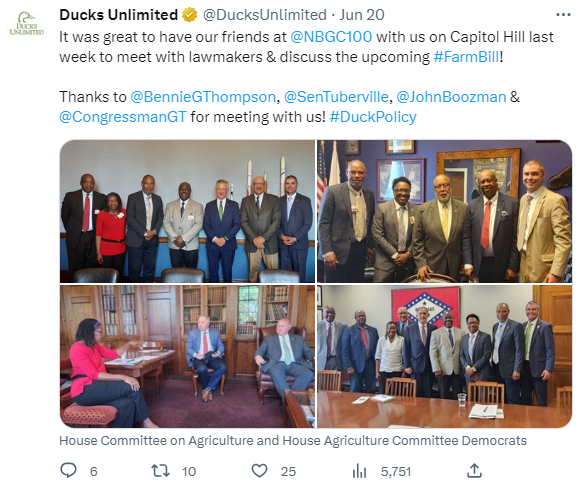 DUCKS
UNLIMITED
Ducks Unlimited @DucksUnlimited · Jun 20
It was great to have our friends at @NBGC100 with us on Capitol Hill last
week to meet with lawmakers & discuss the upcoming #FarmBill!
Thanks to @BennieGThompson, @SenTuberville, @JohnBoozman &
@CongressmanGT for meeting with us! #DuckPolicy
House Committee on Agriculture and House Agriculture Committee Democrats
6 10 25 5,751